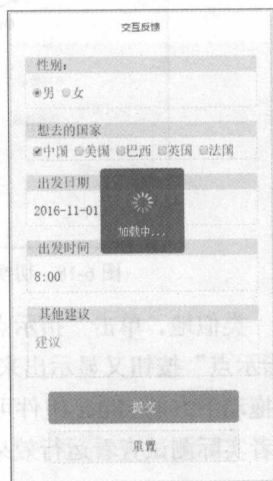 交互反馈
性别：
男 女
想去的国家
中国 美国 巴西 英国 法国
出发日期
2016-11-01
加载中...
出发时间
8:00
其他建议
建议
提交
重置